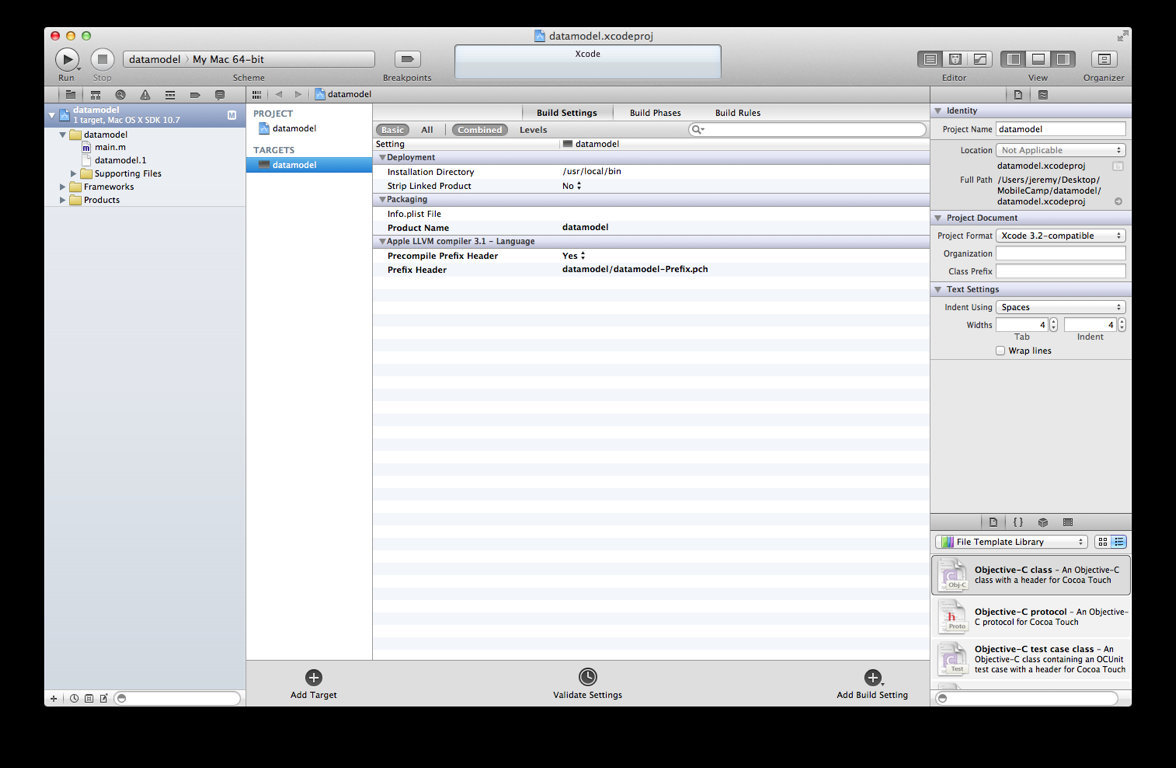 datamodel.xcodeproj
datamodel 〉 My Mac 64-bit
Xcode
Run
Stop
Scheme
Breakpoints
Editor
View
Organizer
datamodel
1 target, Mac OS X SDK 10.7
M
datamodel
main.m
datamodel.1
Supporting Files
Frameworks
Products
datamodel
PROJECT
datamodel
TARGETS
datamodel
Build Settings
Build Phases
Build Rules
Basic
All
Combined
Levels
Setting
datamodel
Deployment
Installation Directory
/usr/local/bin
Strip Linked Product
No
Packaging
Info.plist File
Product Name
datamodel
Apple LLVM compiler 3.1 - Language
Precompile Prefix Header
Yes
Prefix Header
datamodel/datamodel-Prefix.pch
Add Target
Validate Settings
Add Build Setting
Identity
Project Name
datamodel
Location
Not Applicable
datamodel.xcodeproj
Full Path
/Users/jeremy/Desktop/
MobileCamp/datamodel/
datamodel.xcodeproj
Project Document
Project Format
Xcode 3.2-compatible
Organization
Class Prefix
Text Settings
Indent Using
Spaces
Widths
4
4
Tab
Indent
Wrap lines
{ }
File Template Library
Objective-C class - An Objective-C
class with a header for Cocoa Touch
Obj-C
Objective-C protocol - An Objective-
C protocol for Cocoa Touch
h
Proto
Objective-C test case class - An
Objective-C class containing an OCUnit
test case with a header for Cocoa Touch
Test